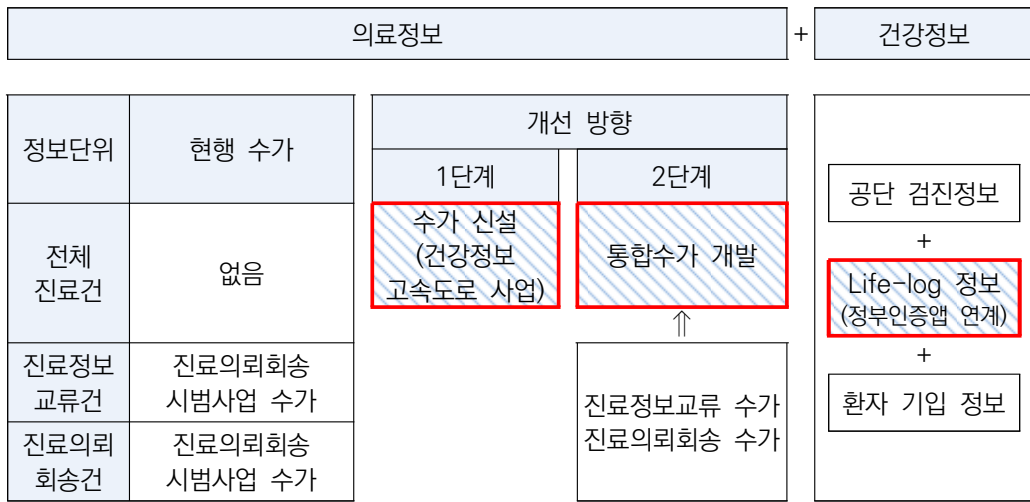 의료정보 + 건강정보
정보단위
현행 수가
개선 방향
1단계
2단계
전체
진료건
없음
수가 신설
(건강정보
고속도로 사업)
통합수가 개발
⇑
진료정보
교류건
진료의뢰회송
시범사업 수가
진료의뢰
회송건
진료의뢰회송
시범사업 수가
진료정보교류 수가
진료의뢰회송 수가
공단 검진정보
+
Life-log 정보
(정부인증앱 연계)
+
환자 기입 정보